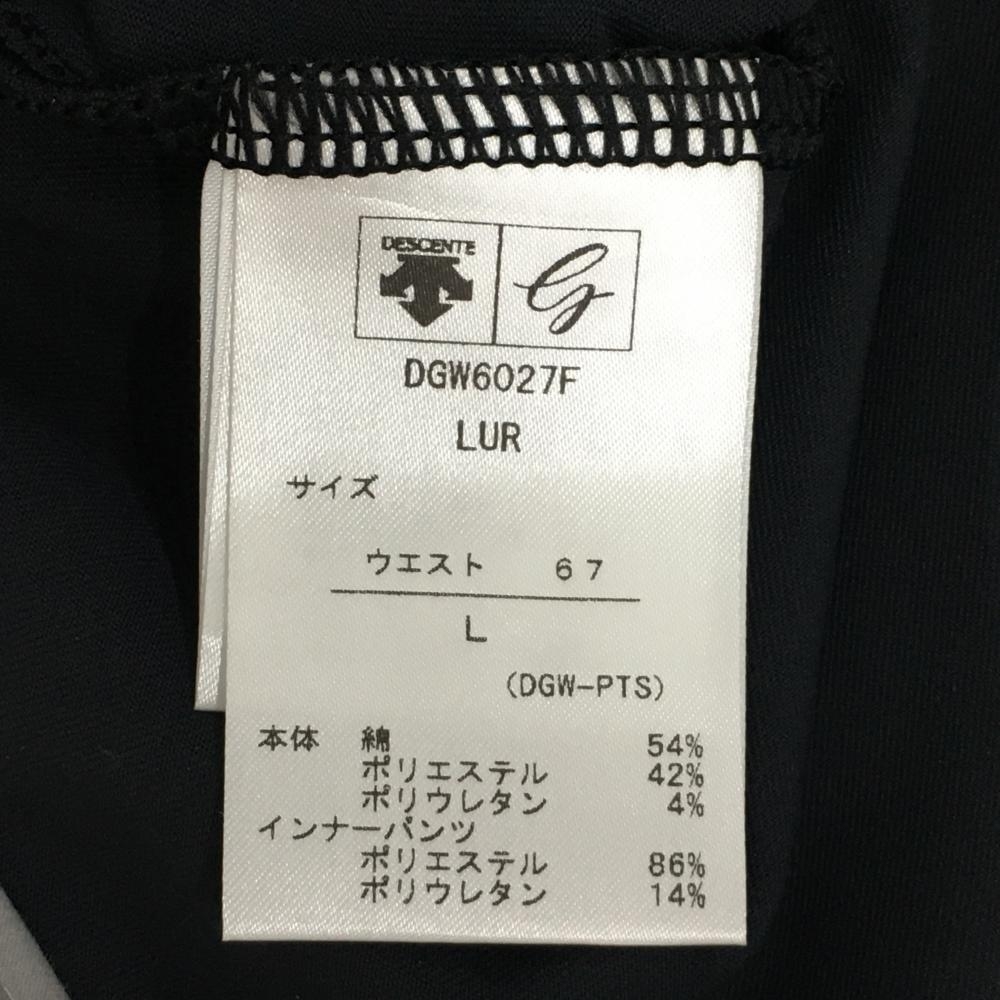 DESCENTE
G
DGW6027F
LUR
サイズ
ウエスト 67
L
(DGW-PTS)
本体 綿 54%
ポリエステル 42%
ポリウレタン 4%
インナーパンツ
ポリエステル 86%
ポリウレタン 14%